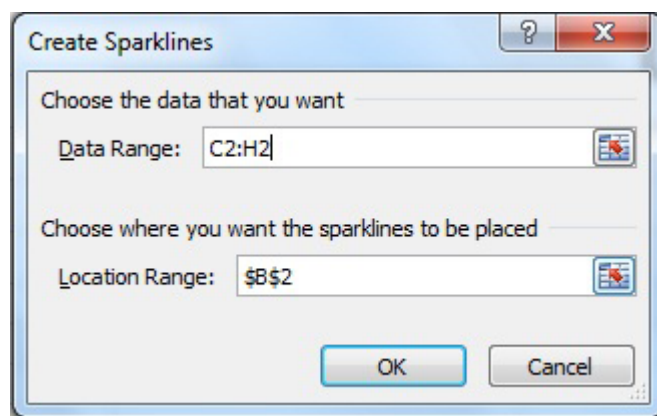 Create Sparklines
Choose the data that you want
Data Range: C2:H2
Choose where you want the sparklines to be placed
Location Range: $B$2
OK Cancel